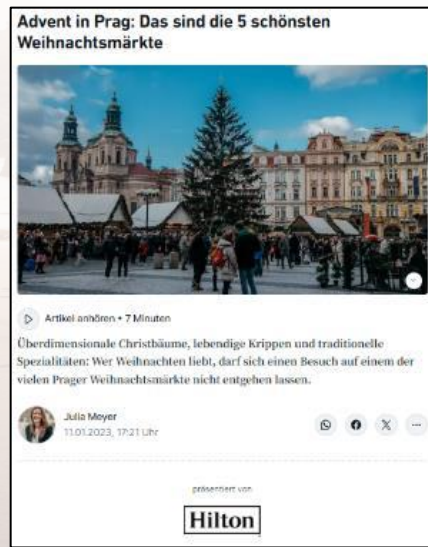 Advent in Prag: Das sind die 5 schönsten
Weihnachtsmärkte
Artikel anhören • 7 Minuten
Überdimensionale Christbäume, lebendige Krippen und traditionelle
Spezialitäten: Wer Weihnachten liebt, darf sich einen Besuch auf einem der
vielen Prager Weihnachtsmärkte nicht entgehen lassen.
Julia Meyer
11.01.2023, 17:21 Uhr
präsentiert von
Hilton